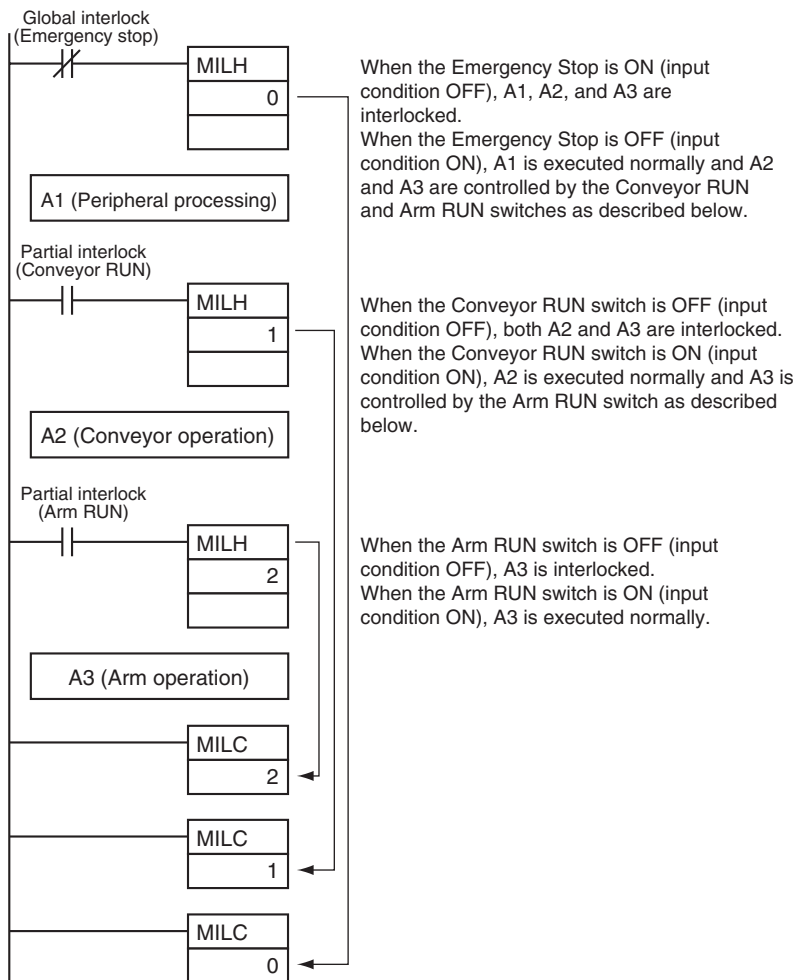 Global interlock
(Emergency stop)
MILH
0
When the Emergency Stop is ON (input
condition OFF), A1, A2, and A3 are
interlocked.
When the Emergency Stop is OFF (input
condition ON), A1 is executed normally and A2
and A3 are controlled by the Conveyor RUN
and Arm RUN switches as described below.
A1 (Peripheral processing)
Partial interlock
(Conveyor RUN)
MILH
1
When the Conveyor RUN switch is OFF (input
condition OFF), both A2 and A3 are interlocked.
When the Conveyor RUN switch is ON (input
condition ON), A2 is executed normally and A3 is
controlled by the Arm RUN switch as described
below.
A2 (Conveyor operation)
Partial interlock
(Arm RUN)
MILH
2
When the Arm RUN switch is OFF (input
condition OFF), A3 is interlocked.
When the Arm RUN switch is ON (input
condition ON), A3 is executed normally.
A3 (Arm operation)
MILC
2
MILC
1
MILC
0